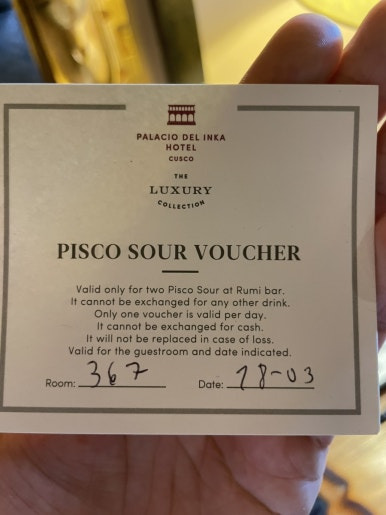 PALACIO DEL INKA
HOTEL
CUSCO
THE
LUXURY
COLLECTION
PISCO SOUR VOUCHER
Valid only for two Pisco Sour at Rumi bar.
It cannot be exchanged for any other drink.
Only one voucher is valid per day.
It cannot be exchanged for cash.
It will not be replaced in case of loss.
Valid for the guestroom and date indicated.
Room: 367 Date: 18-03